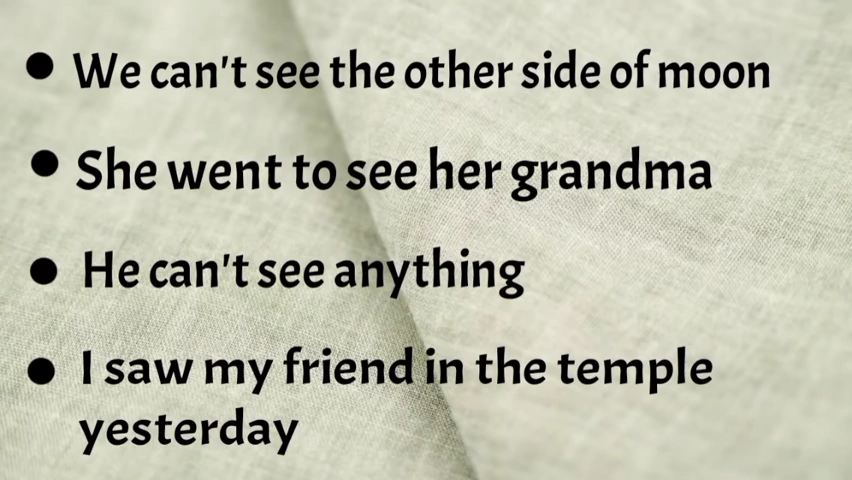 • We can't see the other side of moon
• She went to see her grandma
• He can't see anything
• I saw my friend in the temple
yesterday